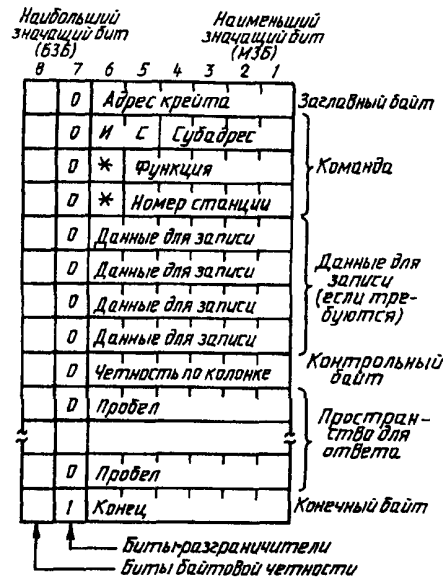 Наибольший значащий бит (БЗБ)
Наименьший значащий бит (МЗБ)
8 7 6 5 4 3 2 1
0 Адрес крейта Заглавный байт
0 И С Субадрес
0 * Функция Команда
0 * Номер станции
0 Данные для записи
0 Данные для записи Данные для записи (если тре-
0 Данные для записи буются)
0 Данные для записи
0 Четность по колонке Контрольный байт
0 Пробел Простран-
ство для ответа
0 Пробел
1 Конец Конечный байт
Биты-разграничители
Биты байтовой четности